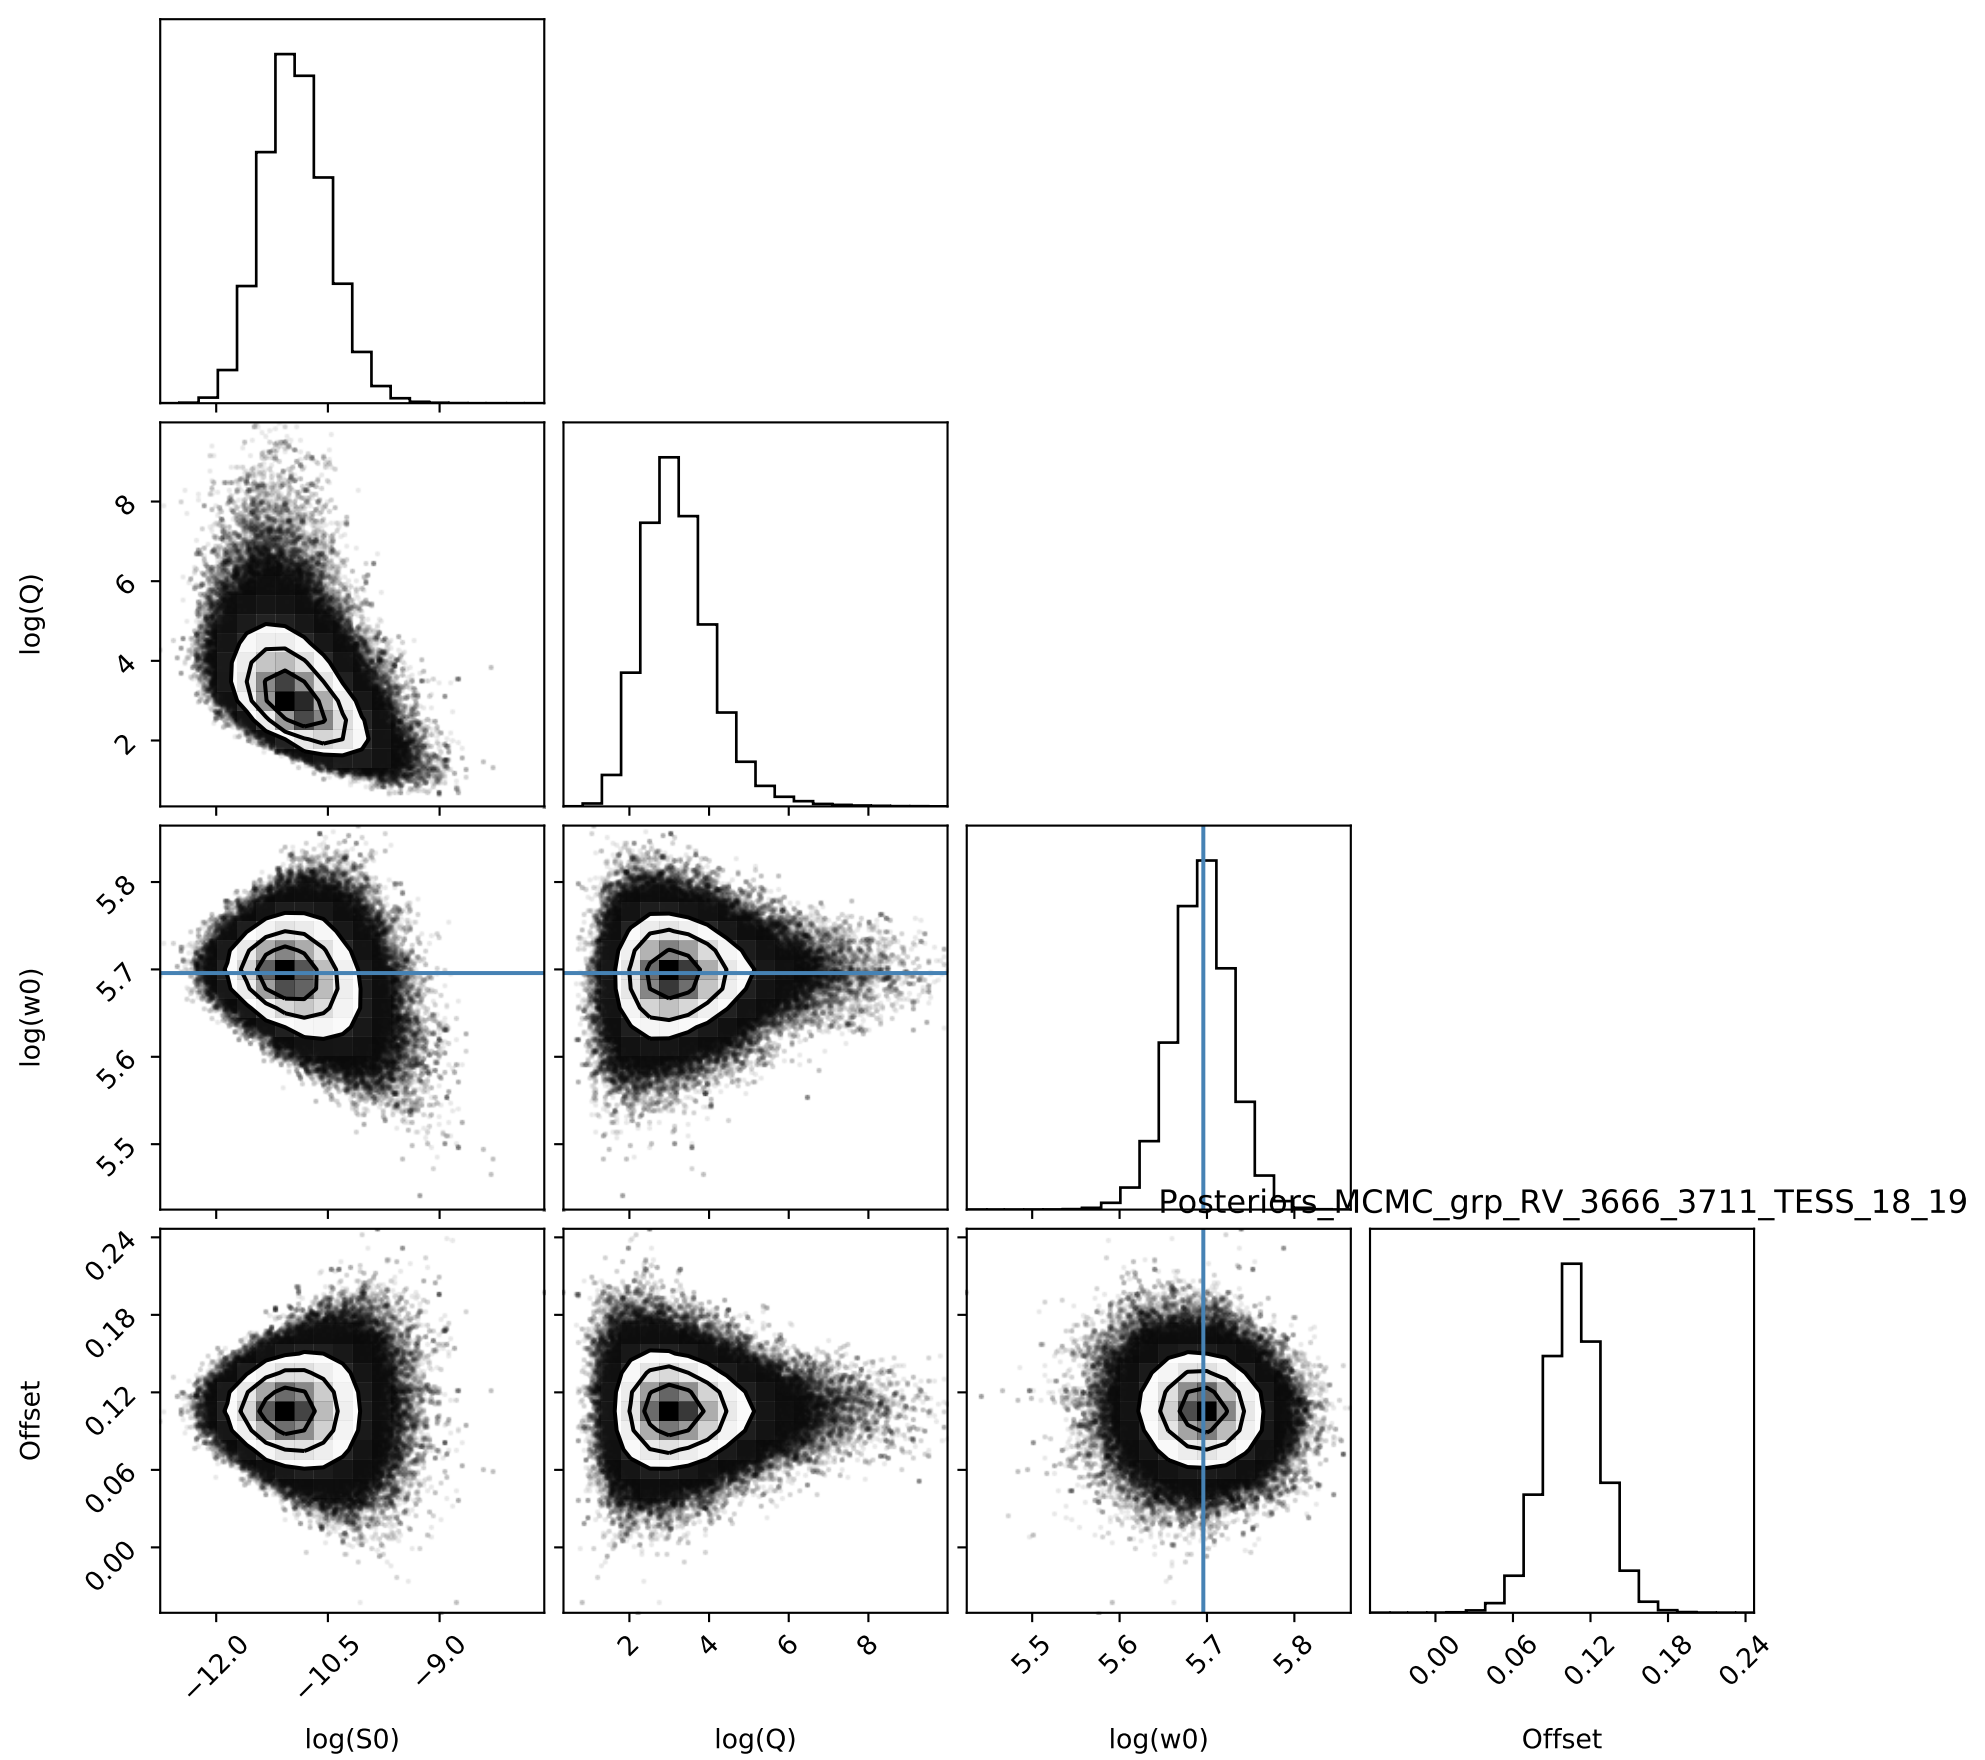 log(Q)
8
6
4
2
log(w0)
5.8
5.7
5.6
5.5
Posteriors_MCMC_grp_RV_3666_3711_TESS_18_19
Offset
0.24
0.18
0.12
0.06
0.00
−12.0 −10.5 −9.0
2 4 6 8
5.5 5.6 5.7 5.8
0.00 0.06 0.12 0.18 0.24
log(S0) log(Q) log(w0) Offset